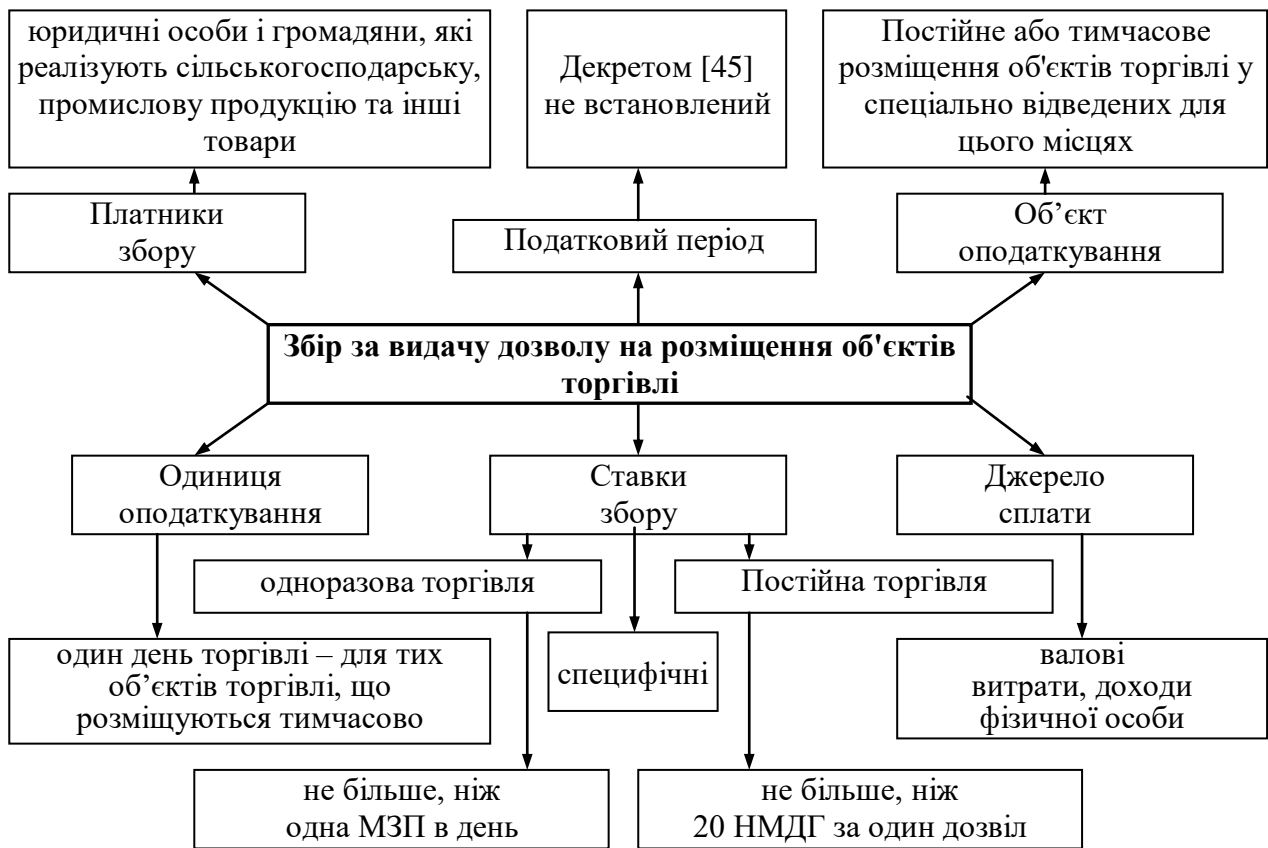 юридичні особи і громадяни, які
реалізують сільськогосподарську,
промислову продукцію та інші
товари
Декретом [45]
не встановлений
Постійне або тимчасове
розміщення об'єктів торгівлі у
спеціально відведених для
цього місцях
Платники
збору
Податковий період
Об’єкт
оподаткування
Збір за видачу дозволу на розміщення об'єктів
торгівлі
Одиниця
оподаткування
Ставки
збору
Джерело
сплати
одноразова торгівля
Постійна торгівля
один день торгівлі – для тих
об’єктів торгівлі, що
розміщуються тимчасово
специфічні
валові
витрати, доходи
фізичної особи
не більше, ніж
одна МЗП в день
не більше, ніж
20 НМДГ за один дозвіл